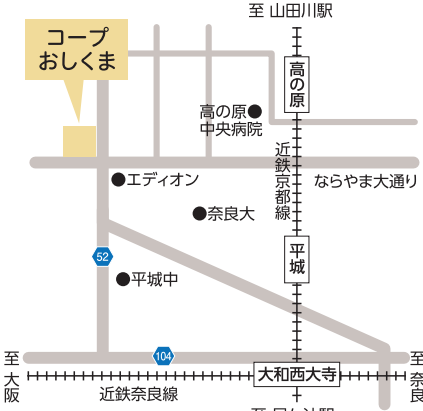 至 山田川駅
コープ
おしくま
高の原
高の原
中央病院
近鉄京都線
エディオン
ならやま大通り
奈良大
平城
52
平城中
104
至 大阪
大和西大寺
至 奈良
近鉄奈良線